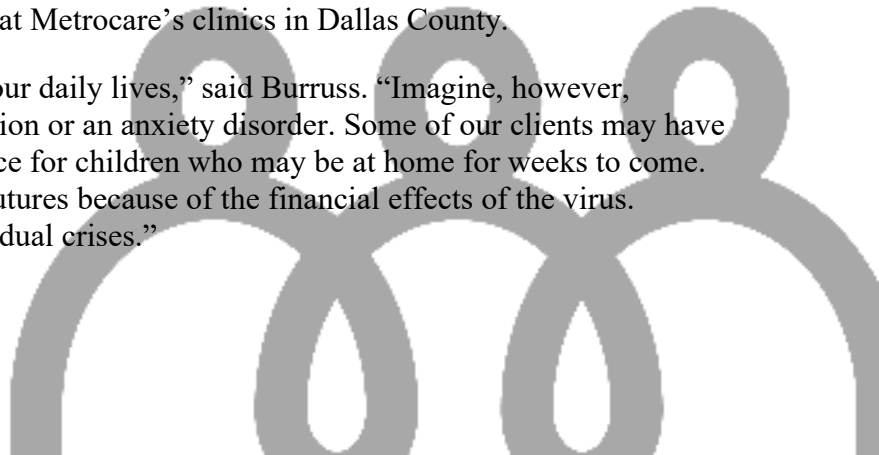 at Metrocare’s clinics in Dallas County.
our daily lives,” said Burruss. “Imagine, however,
ion or an anxiety disorder. Some of our clients may have
ce for children who may be at home for weeks to come.
utures because of the financial effects of the virus.
dual crises.”